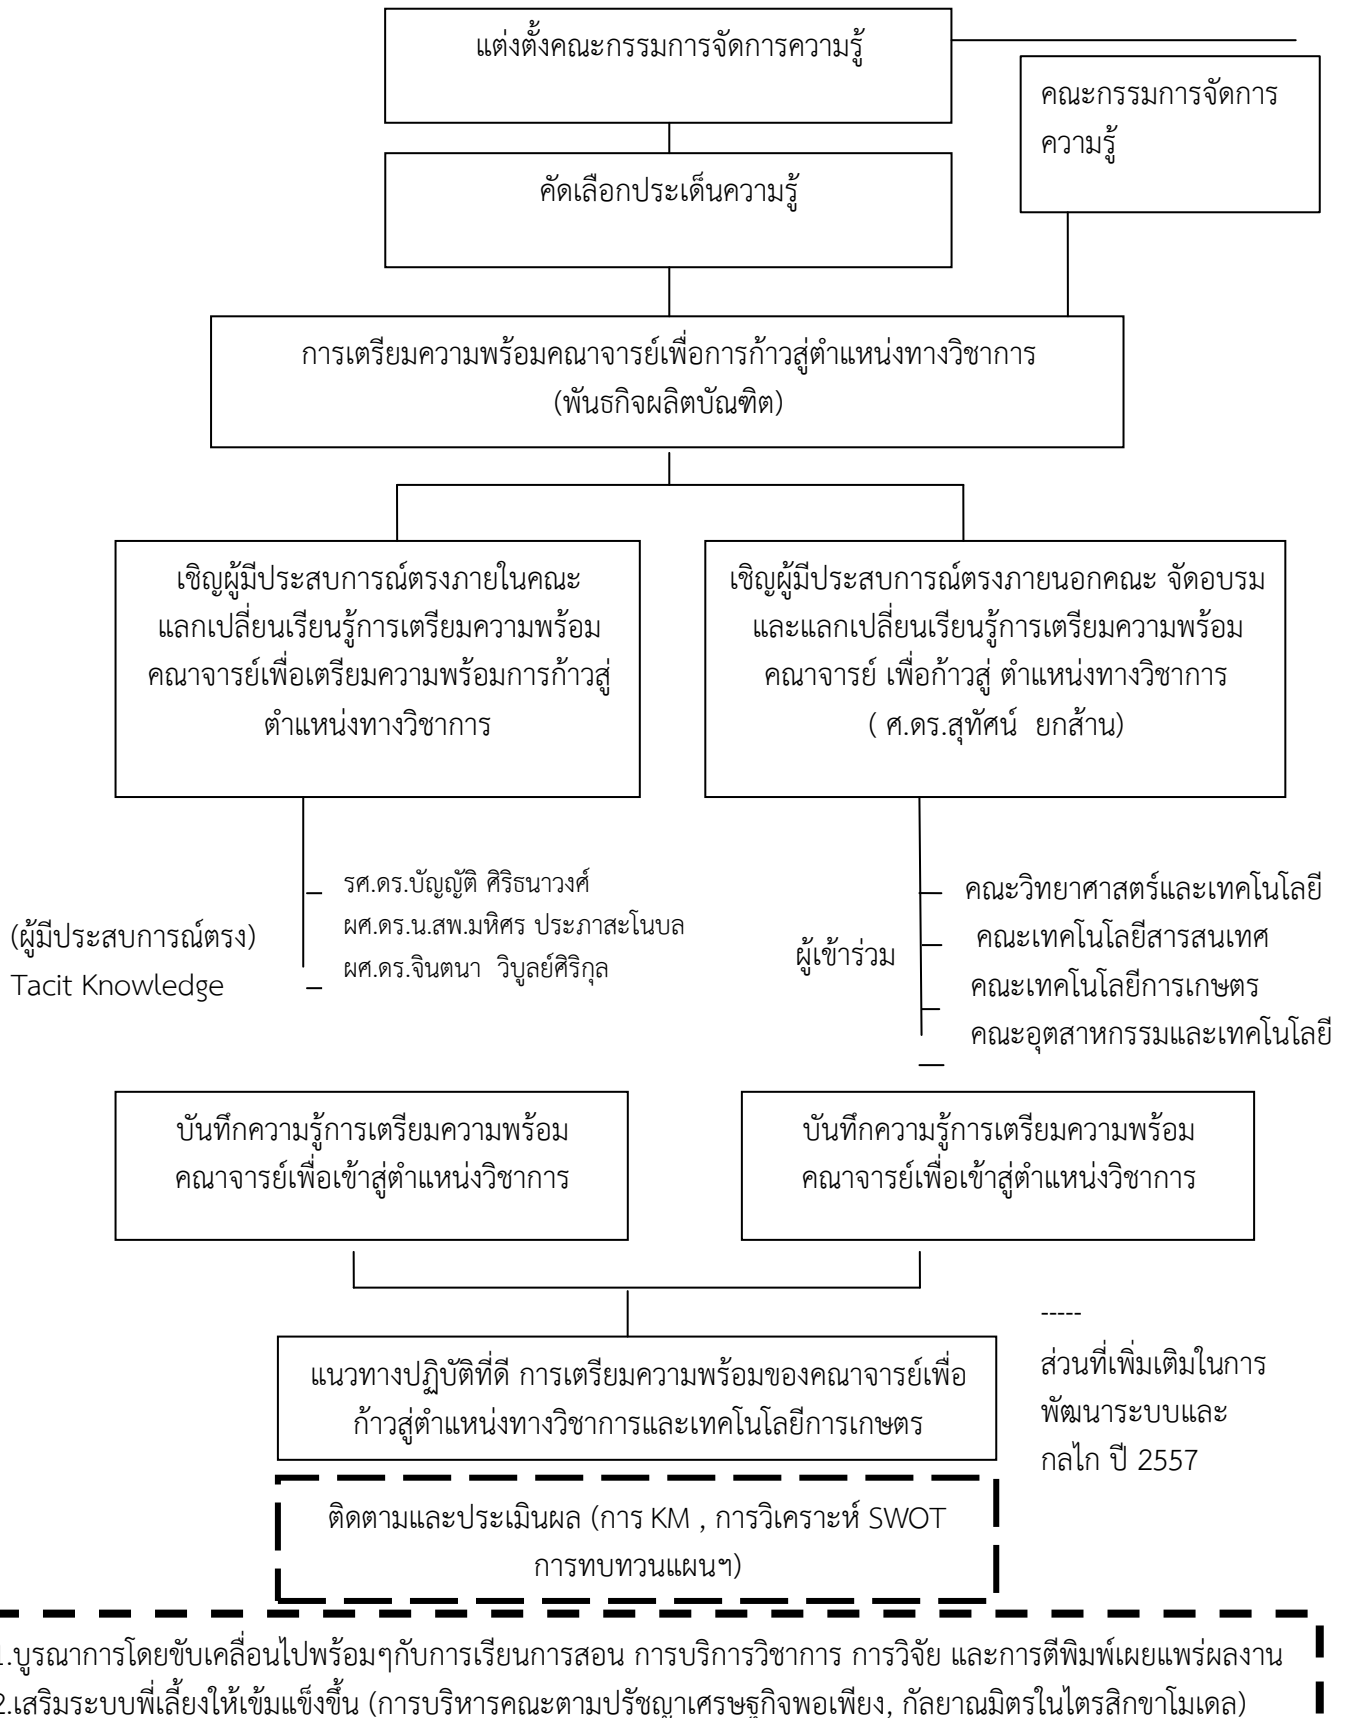 แต่งตั้งคณะกรรมการจัดการความรู้
คณะกรรมการจัดการ
ความรู้
คัดเลือกประเด็นความรู้
การเตรียมความพร้อมคณาจารย์เพื่อการก้าวสู่ตำแหน่งทางวิชาการ
(พันธกิจผลิตบัณฑิต)
เชิญผู้มีประสบการณ์ตรงภายในคณะ
แลกเปลี่ยนเรียนรู้การเตรียมความพร้อม
คณาจารย์เพื่อเตรียมความพร้อมการก้าวสู่
ตำแหน่งทางวิชาการ
เชิญผู้มีประสบการณ์ตรงภายนอกคณะ จัดอบรม
และแลกเปลี่ยนเรียนรู้การเตรียมความพร้อม
คณาจารย์ เพื่อก้าวสู่ ตำแหน่งทางวิชาการ
( ศ.ดร.สุทัศน์ ยกส้าน)
(ผู้มีประสบการณ์ตรง)
Tacit Knowledge
รศ.ดร.บัญญัติ ศิริธนาวงศ์
ผศ.ดร.น.สพ.มหิศร ประภาสะโนบล
ผศ.ดร.จินตนา วิบูลย์ศิริกุล
ผู้เข้าร่วม
คณะวิทยาศาสตร์และเทคโนโลยี
คณะเทคโนโลยีสารสนเทศ
คณะเทคโนโลยีการเกษตร
คณะอุตสาหกรรมและเทคโนโลยี
บันทึกความรู้การเตรียมความพร้อม
คณาจารย์เพื่อเข้าสู่ตำแหน่งวิชาการ
บันทึกความรู้การเตรียมความพร้อม
คณาจารย์เพื่อเข้าสู่ตำแหน่งวิชาการ
แนวทางปฏิบัติที่ดี การเตรียมความพร้อมของคณาจารย์เพื่อ
ก้าวสู่ตำแหน่งทางวิชาการและเทคโนโลยีการเกษตร
-----
ส่วนที่เพิ่มเติมในการ
พัฒนาระบบและ
กลไก ปี 2557
ติดตามและประเมินผล (การ KM , การวิเคราะห์ SWOT
การทบทวนแผนฯ)
1.บูรณาการโดยขับเคลื่อนไปพร้อมๆกับการเรียนการสอน การบริการวิชาการ การวิจัย และการตีพิมพ์เผยแพร่ผลงาน
2.เสริมระบบพี่เลี้ยงให้เข้มแข็งขึ้น (การบริหารคณะตามปรัชญาเศรษฐกิจพอเพียง, กัลยาณมิตรในไตรสิกขาโมเดล)